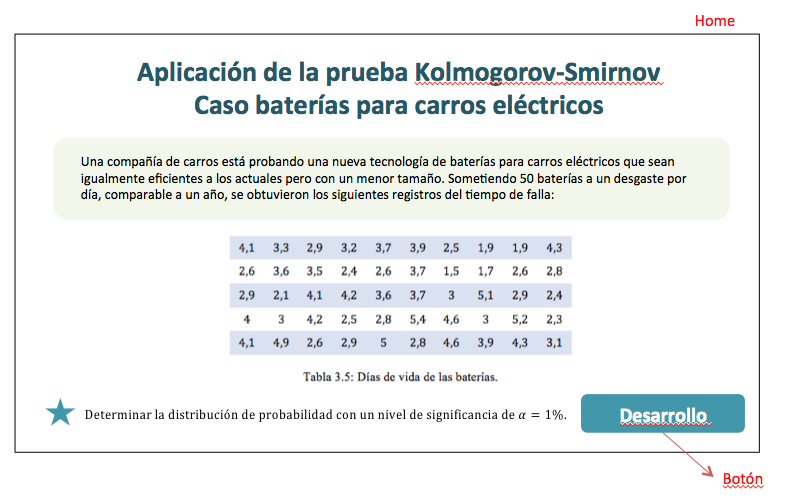 Home
Aplicación de la prueba Kolmogorov-Smirnov
Caso baterías para carros eléctricos
Una compañía de carros está probando una nueva tecnología de baterías para carros eléctricos que sean
igualmente eficientes a los actuales pero con un menor tamaño. Sometiendo 50 baterías a un desgaste por
día, comparable a un año, se obtuvieron los siguientes registros del tiempo de falla:
4,1 3,3 2,9 3,2 3,7 3,9 2,5 1,9 1,9 4,3
2,6 3,6 3,5 2,4 2,6 3,7 1,5 1,7 2,6 2,8
2,9 2,1 4,1 4,2 3,6 3,7 3 5,1 2,9 2,4
4 3 4,2 2,5 2,8 5,4 4,6 3 5,2 2,3
4,1 4,9 2,6 2,9 5 2,8 4,6 3,9 4,3 3,1
Tabla 3.5: Días de vida de las baterías.
Determinar la distribución de probabilidad con un nivel de significancia de α = 1%.
Desarrollo
Botón